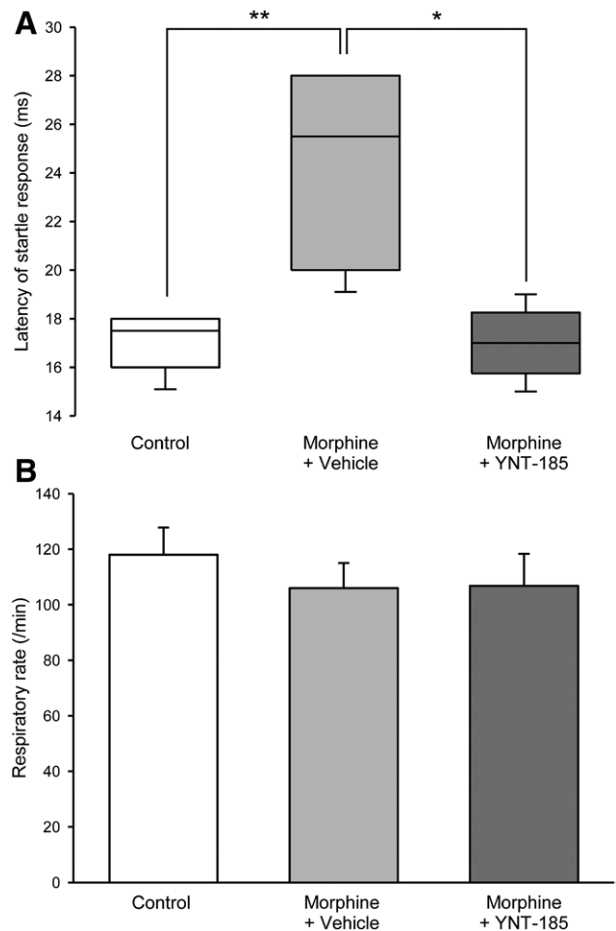 A
Latency of startle response (ms)
30
28
26
24
22
20
18
16
14
**
*
Control
Morphine
+ Vehicle
Morphine
+ YNT-185
B
Respiratory rate (/min)
140
120
100
80
60
40
20
0
Control
Morphine
+ Vehicle
Morphine
+ YNT-185